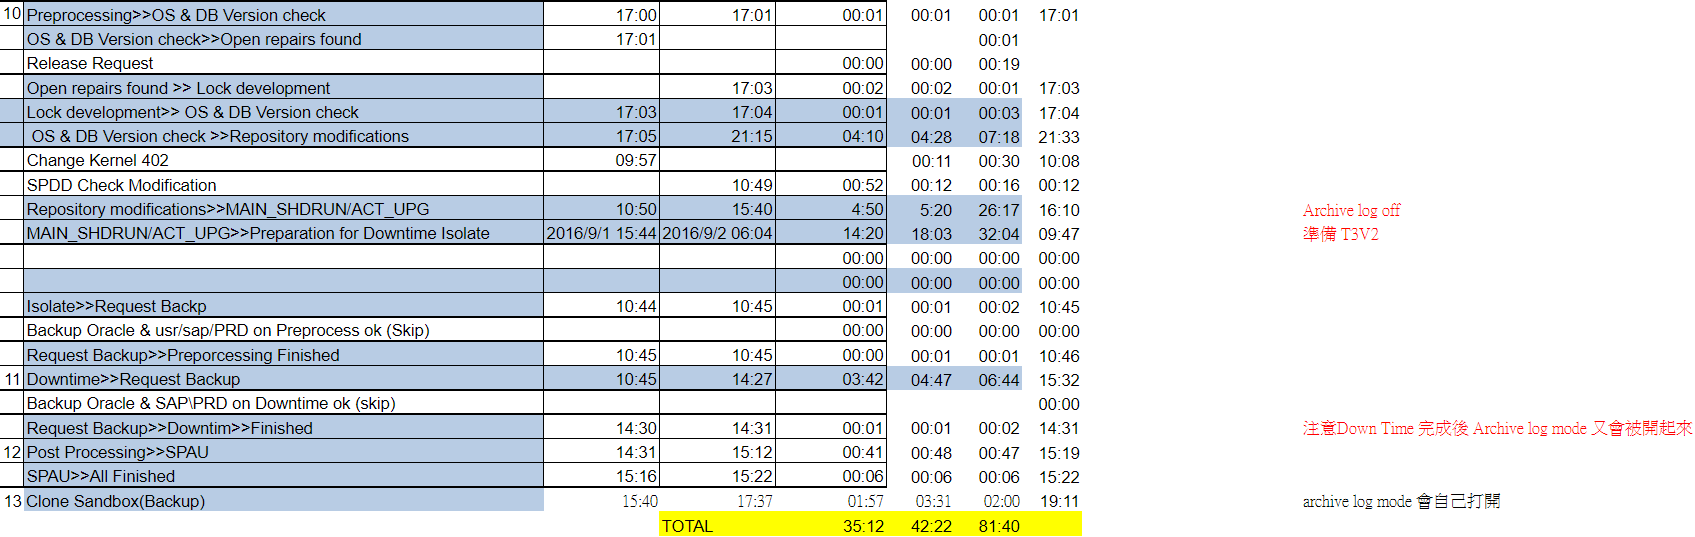 10 Preprocessing>>OS & DB Version check 17:00 17:01 00:01 00:01 00:01 17:01
OS & DB Version check>>Open repairs found 17:01 00:01
Release Request 00:00 00:00 00:19
Open repairs found >> Lock development 17:03 00:02 00:02 00:01 17:03
Lock development>> OS & DB Version check 17:03 17:04 00:01 00:01 00:03 17:04
OS & DB Version check >>Repository modifications 17:05 21:15 04:10 04:28 07:18 21:33
Change Kernel 402 09:57 00:11 00:30 10:08
SPDD Check Modification 10:49 00:52 00:12 00:16 00:12
Repository modifications>>MAIN_SHDRUN/ACT_UPG 10:50 15:40 4:50 5:20 26:17 16:10 Archive log off
MAIN_SHDRUN/ACT_UPG>>Preparation for Downtime Isolate 2016/9/1 15:44 2016/9/2 06:04 14:20 18:03 32:04 09:47 準備 T3V2
00:00 00:00 00:00 00:00
00:00 00:00 00:00 00:00
Isolate>>Request Backp 10:44 10:45 00:01 00:01 00:02 10:45
Backup Oracle & usr/sap/PRD on Preprocess ok (Skip) 00:00 00:00 00:00 00:00
Request Backup>>Preporcessing Finished 10:45 10:45 00:00 00:01 00:01 10:46
11 Downtime>>Request Backup 10:45 14:27 03:42 04:47 06:44 15:32
Backup Oracle & SAP\PRD on Downtime ok (skip) 00:00
Request Backup>>Downtim>>Finished 14:30 14:31 00:01 00:01 00:02 14:31 注意Down Time 完成後 Archive log mode 又會被開起來
12 Post Processing>>SPAU 14:31 15:12 00:41 00:48 00:47 15:19
SPAU>>All Finished 15:16 15:22 00:06 00:06 00:06 15:22
13 Clone Sandbox(Backup) 15:40 17:37 01:57 03:31 02:00 19:11 archive log mode 會自己打開
TOTAL 35:12 42:22 81:40